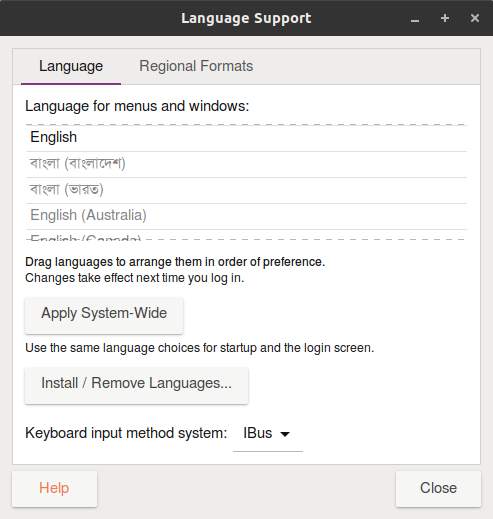 Language Support
Language
Regional Formats
Language for menus and windows:
English
বাংলা (বাংলাদেশ)
বাংলা (ভারত)
English (Australia)
English (Canada)
Drag languages to arrange them in order of preference.
Changes take effect next time you log in.
Apply System-Wide
Use the same language choices for startup and the login screen.
Install / Remove Languages...
Keyboard input method system: IBus
Help
Close